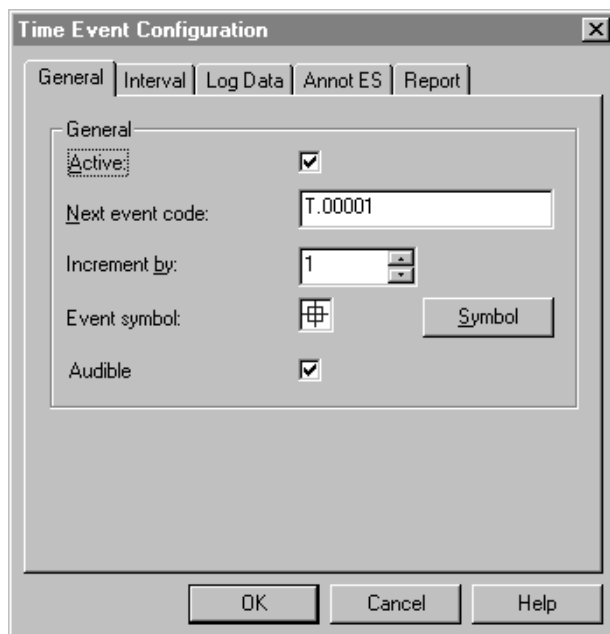 Time Event Configuration
General Interval Log Data Annot ES Report
General
Active:
Next event code: T.00001
Increment by: 1
Event symbol: Symbol
Audible
OK Cancel Help